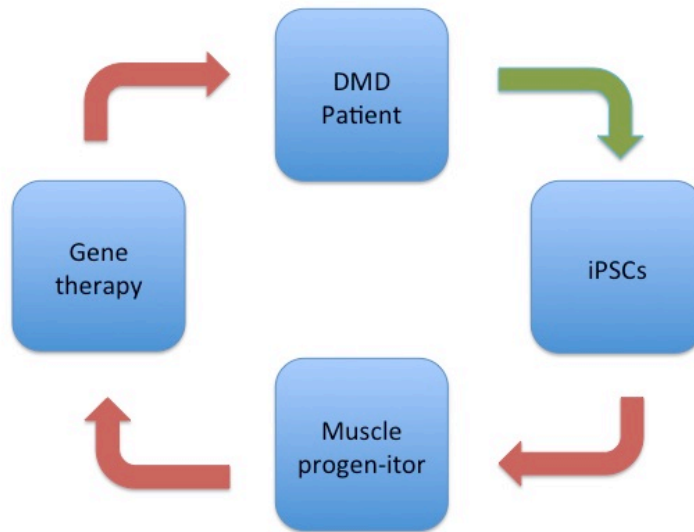 DMD
Patient
iPSCs
Muscle
progen-itor
Gene
therapy